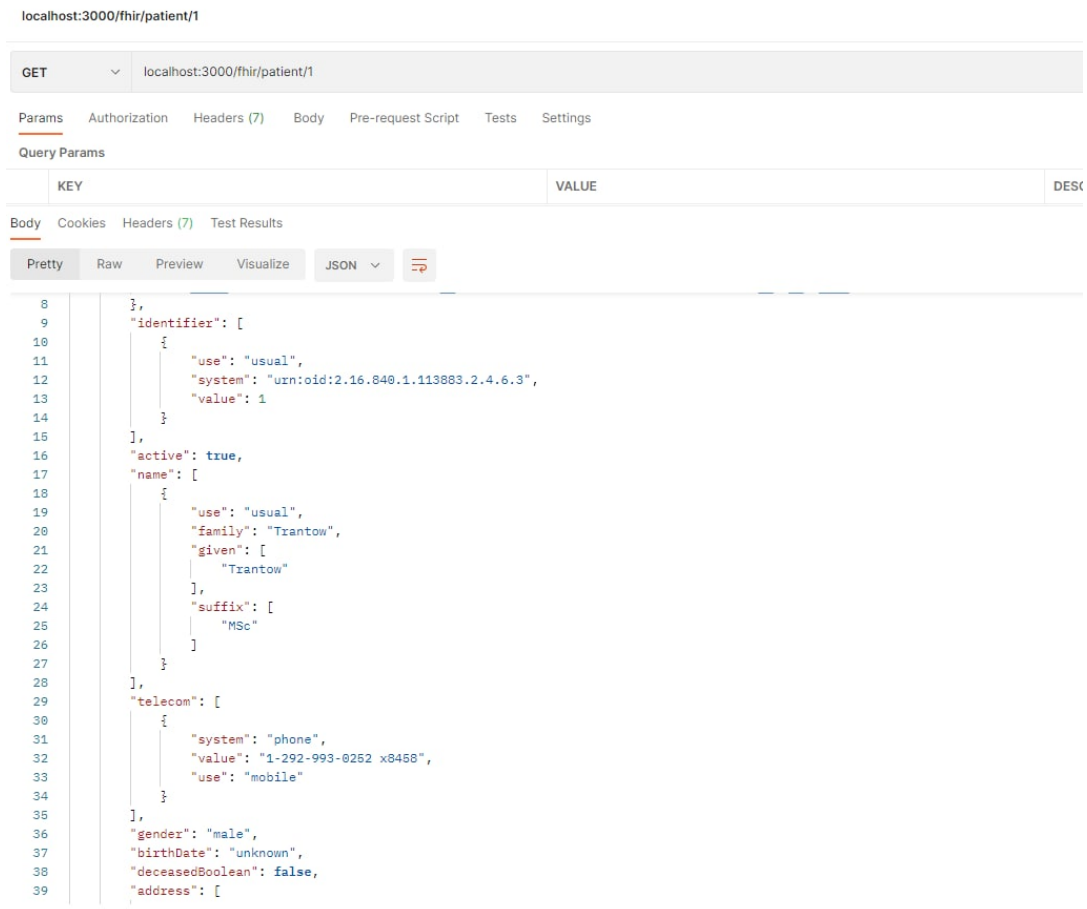 localhost:3000/fhir/patient/1
GET localhost:3000/fhir/patient/1
Params Authorization Headers (7) Body Pre-request Script Tests Settings
Query Params
KEY VALUE DESC
Body Cookies Headers (7) Test Results
Pretty Raw Preview Visualize JSON
8 },
9 "identifier": [
10 {
11 "use": "usual",
12 "system": "urn:oid:2.16.840.1.113883.2.4.6.3",
13 "value": 1
14 }
15 ],
16 "active": true,
17 "name": [
18 {
19 "use": "usual",
20 "family": "Trantow",
21 "given": [
22 "Trantow"
23 ],
24 "suffix": [
25 "MSc"
26 ]
27 }
28 ],
29 "telecom": [
30 {
31 "system": "phone",
32 "value": "1-292-993-0252 x8458",
33 "use": "mobile"
34 }
35 ],
36 "gender": "male",
37 "birthDate": "unknown",
38 "deceasedBoolean": false,
39 "address": [